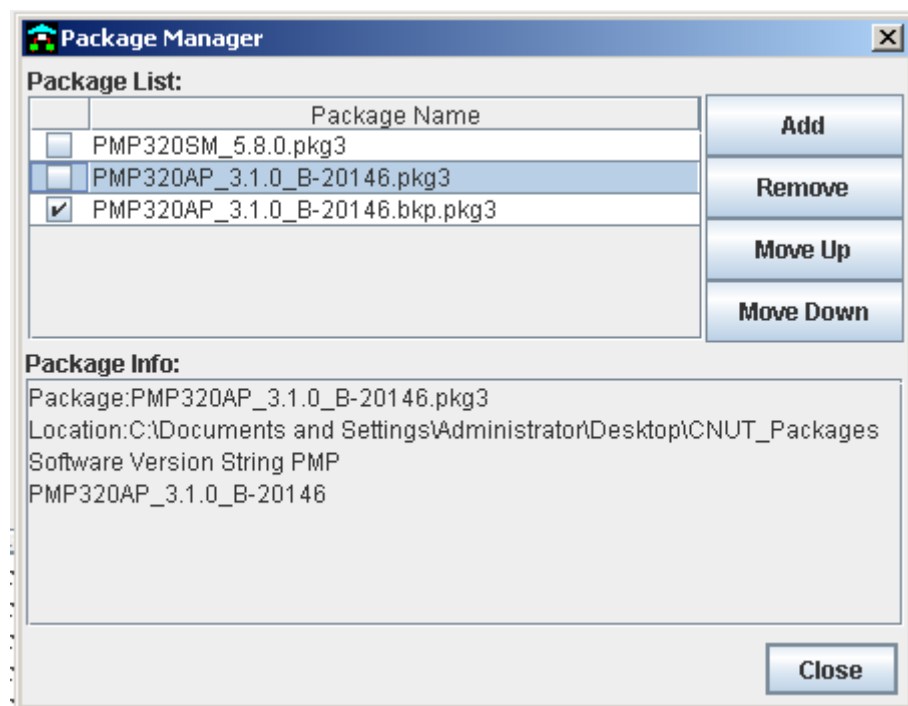 Package Manager
Package List:
Package Name
PMP320SM_5.8.0.pkg3
PMP320AP_3.1.0_B-20146.pkg3
PMP320AP_3.1.0_B-20146.bkp.pkg3
Add
Remove
Move Up
Move Down
Package Info:
Package:PMP320AP_3.1.0_B-20146.pkg3
Location:C:\Documents and Settings\Administrator\Desktop\CNUT_Packages
Software Version String PMP
PMP320AP_3.1.0_B-20146
Close